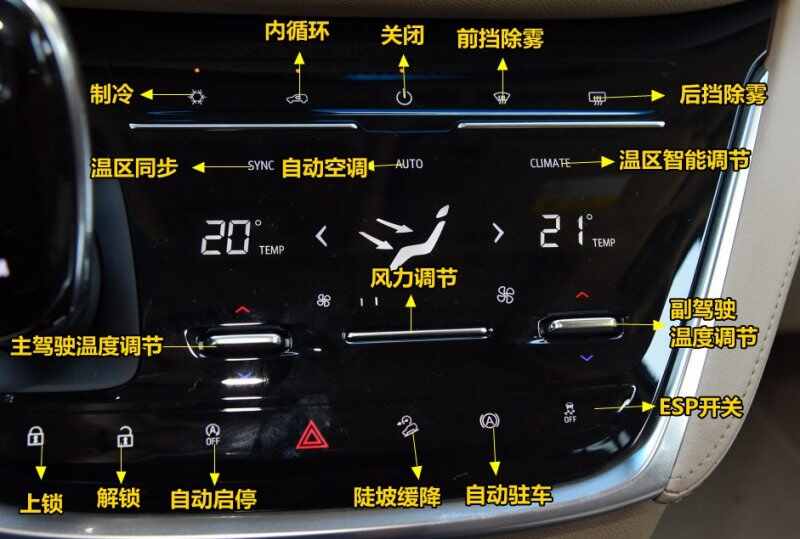 内循环
关闭
前挡除雾
制冷
后挡除雾
温区同步
SYNC
自动空调
AUTO
CLIMATE
温区智能调节
20°
TEMP
21°
TEMP
风力调节
主驾驶温度调节
副驾驶
温度调节
ESP开关
A
OFF
A
OFF
上锁
解锁
自动启停
陡坡缓降
自动驻车